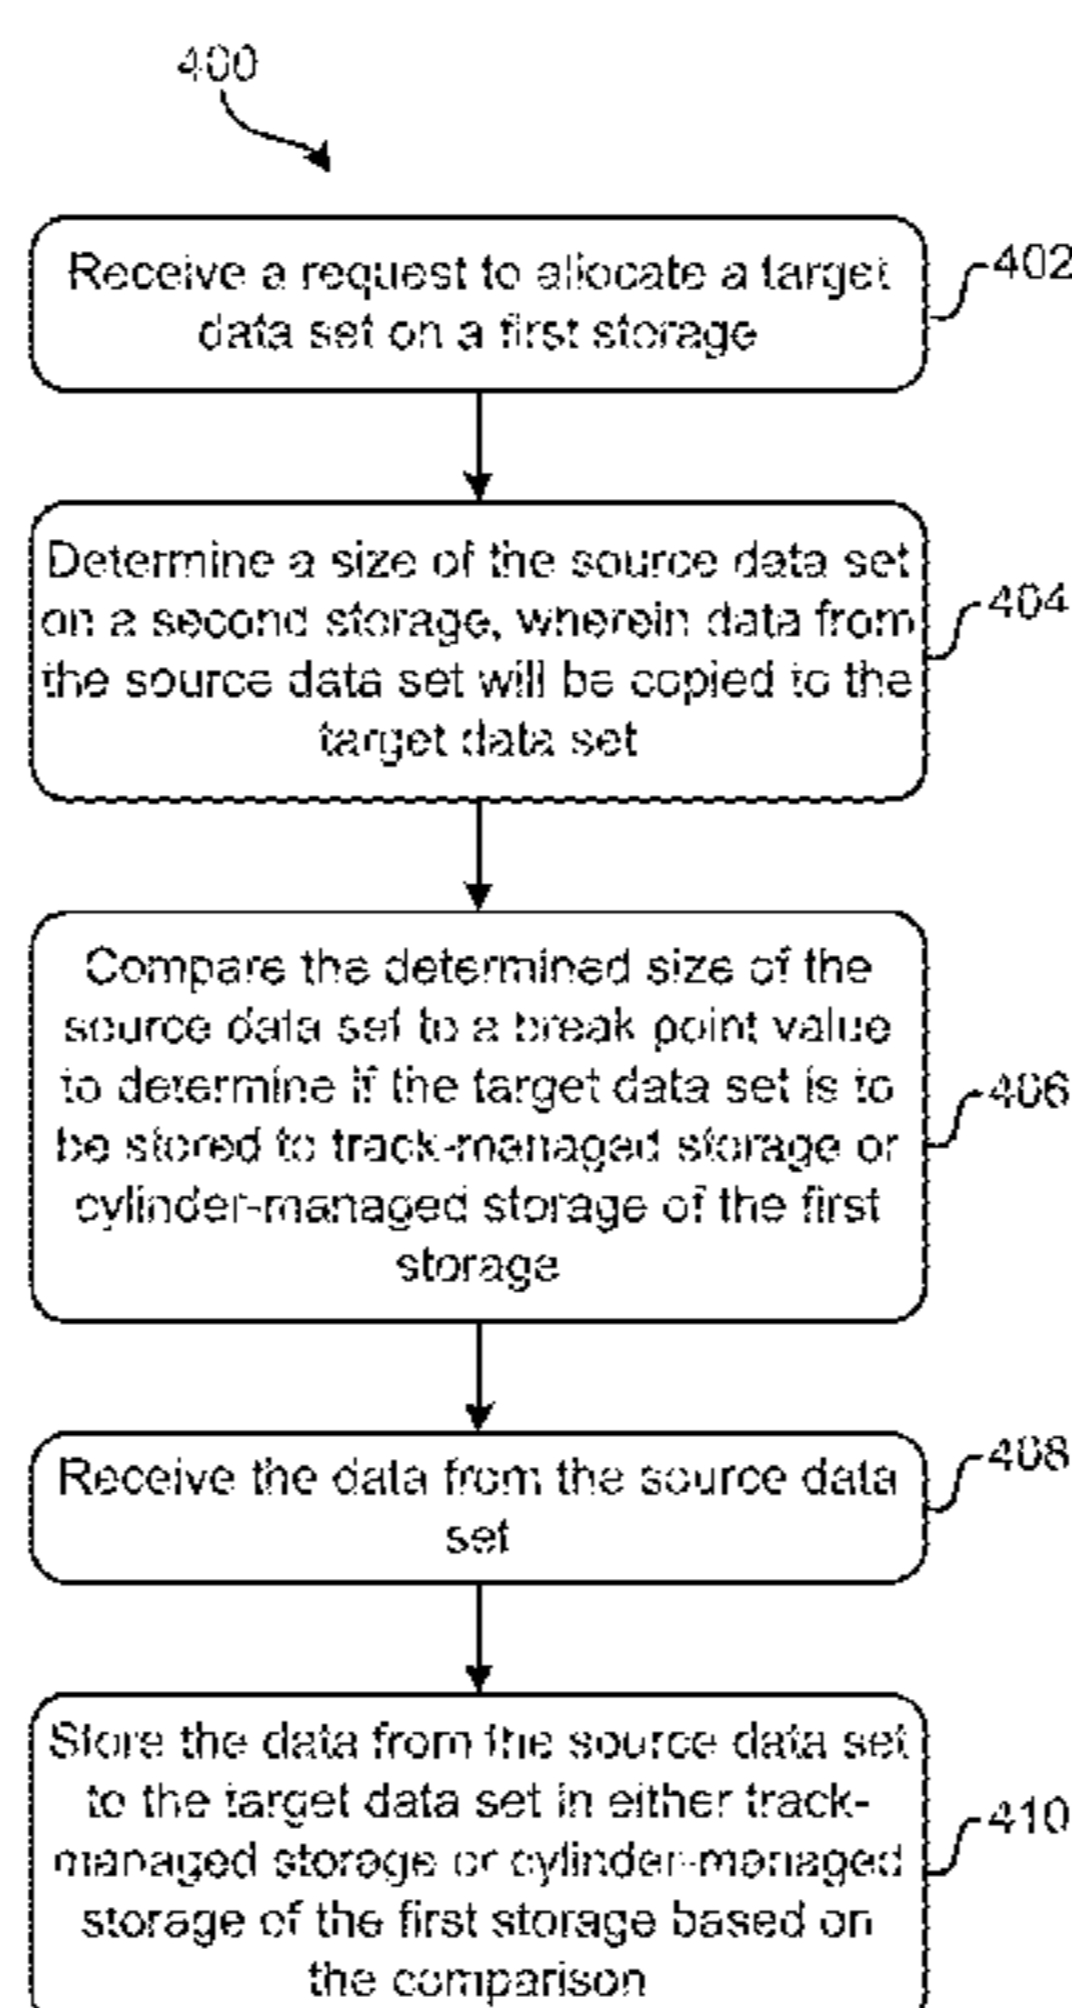 400
Receive a request to allocate a target
data set on a first storage
402
Determine a size of the source data set
on a second storage, wherein data from
the source data set will be copied to the
target data set
404
Compare the determined size of the
source data set to a break point value
to determine if the target data set is to
be stored to track-managed storage or
cylinder-managed storage of the first
storage
406
Receive the data from the source data
set
408
Store the data from the source data set
to the target data set in either track-
managed storage or cylinder-managed
storage of the first storage based on
the comparison
410